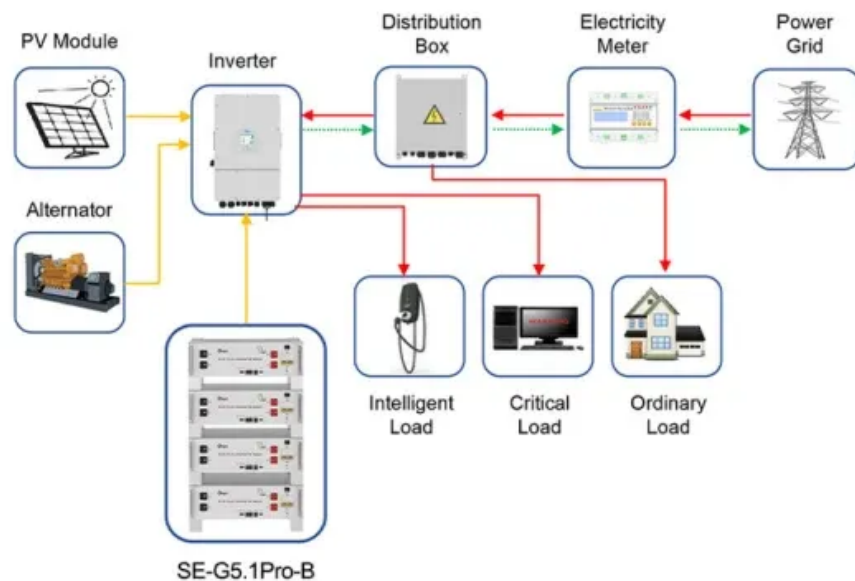 PV Module
Inverter
Distribution
Box
Electricity
Meter
Power
Grid
Alternator
Intelligent
Load
Critical
Load
Ordinary
Load
SE-G5.1Pro-B